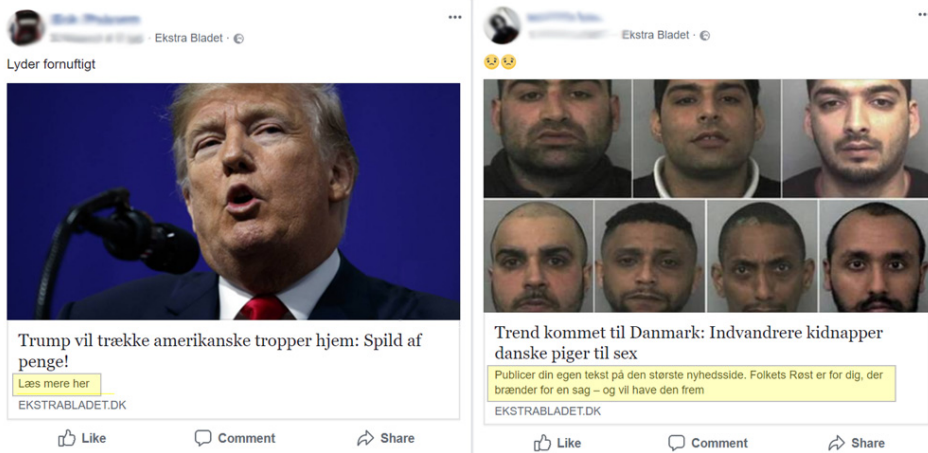 Ekstra Bladet ·
Lyder fornuftigt
Trump vil trække amerikanske tropper hjem: Spild af
penge!
Læs mere her
EKSTRABLADET.DK
Like Comment Share
Ekstra Bladet ·
Trend kommet til Danmark: Indvandrere kidnapper
danske piger til sex
Publicer din egen tekst på den største nyhedsside. Folkets Røst er for dig, der
brænder for en sag – og vil have den frem
EKSTRABLADET.DK
Like Comment Share